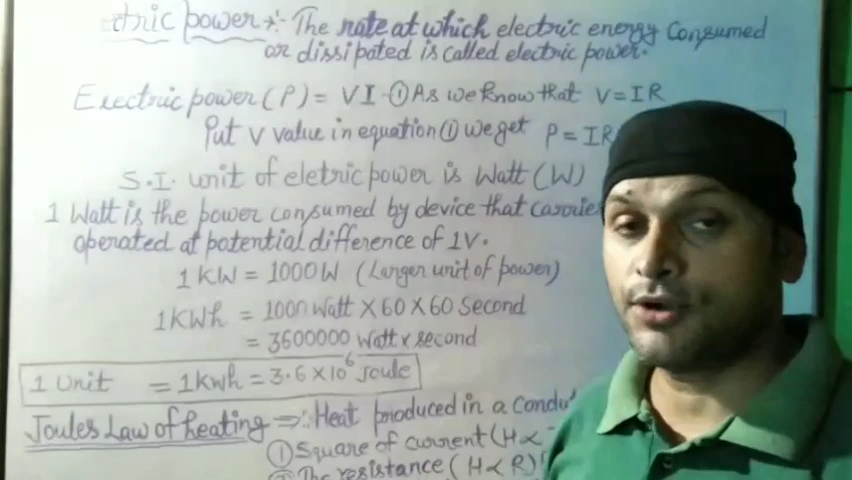 ctric power :- The rate at which electric energy consumed
or dissipated is called electric power.
Electric power (P) = VI -① As we know that V = IR
Put V value in equation ① we get P = IR
S.I. unit of eletric power is Watt (W)
1 Watt is the power consumed by device that carries
operated at potential difference of 1V.
1 KW = 1000 W (Larger unit of power)
1 KWh = 1000 Watt X 60 X 60 Second
= 3600000 Watt x second
1 Unit = 1 kwh = 3.6 x 10⁶ Joule
Joules Law of heating ⇒ :- Heat produced in a condu
① Square of current (H ∝
② The resistance (H ∝ R)